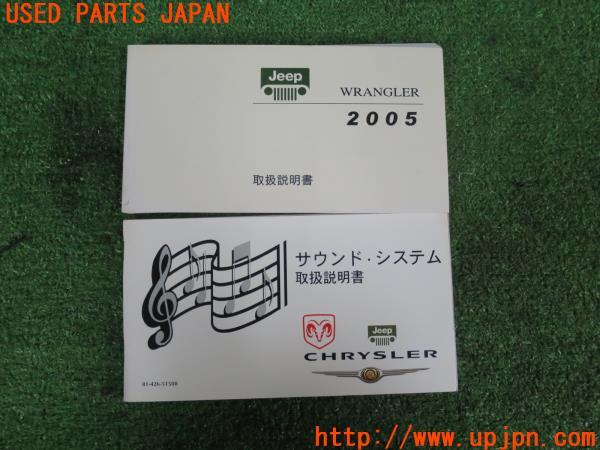 USED PARTS JAPAN
Jeep
WRANGLER
2005
取扱説明書
サウンド・システム
取扱説明書
Jeep
CHRYSLER
http://www.upjpn.com